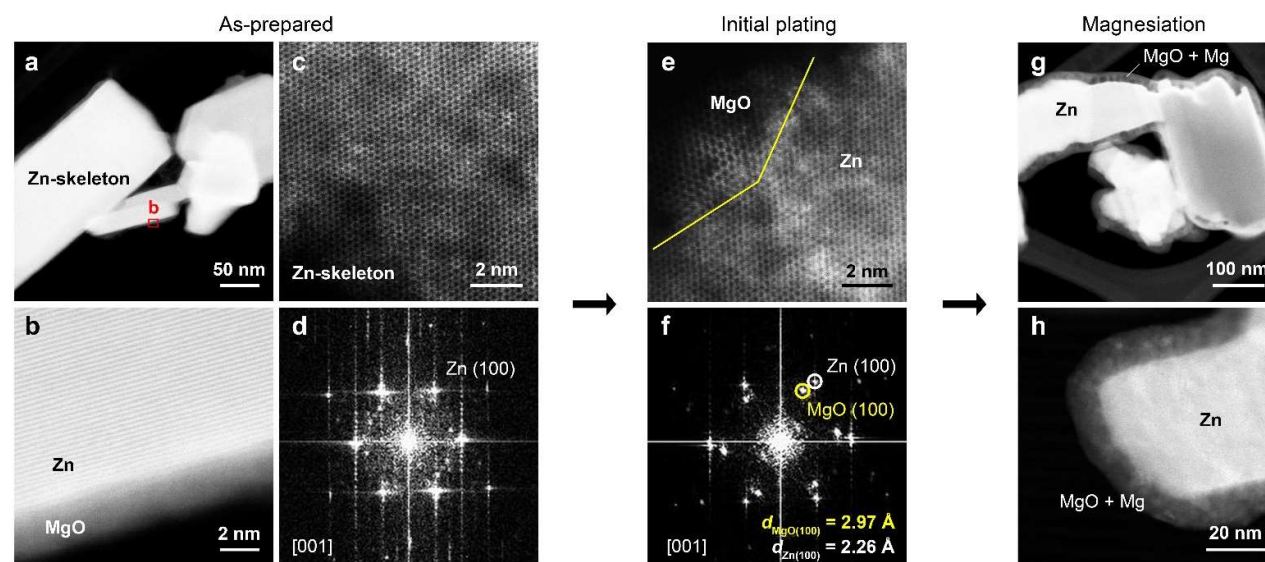 As-prepared
Initial plating
Magnesiation
a
Zn-skeleton
b
50 nm
c
Zn-skeleton
2 nm
e
MgO
Zn
2 nm
g
MgO + Mg
Zn
100 nm
b
Zn
MgO
2 nm
d
Zn (100)
[001]
f
Zn (100)
MgO (100)
dMgO(100) = 2.97 Å
dZn(100) = 2.26 Å
[001]
h
Zn
MgO + Mg
20 nm